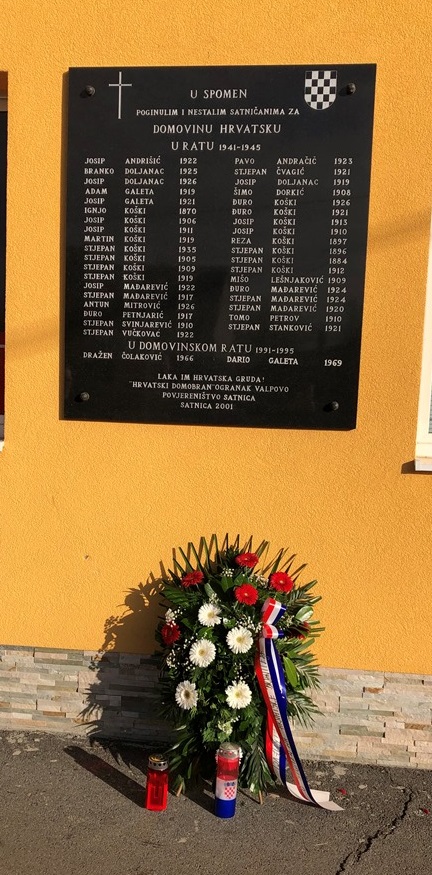 U SPOMEN
POGINULIM I NESTALIM SATNIČANIMA ZA
DOMOVINU HRVATSKU
U RATU 1941-1945
JOSIP ANDRIŠIĆ 1922
BRANKO DOLJANAC 1925
JOSIP DOLJANAC 1926
ADAM GALETA 1919
JOSIP GALETA 1921
IGNJO KOŠKI 1870
JOSIP KOŠKI 1906
JOSIP KOŠKI 1911
MARTIN KOŠKI 1919
STJEPAN KOŠKI 1935
STJEPAN KOŠKI 1905
STJEPAN KOŠKI 1909
STJEPAN KOŠKI 1919
JOSIP MAĐAREVIĆ 1922
STJEPAN MAĐAREVIĆ 1917
ANTUN MITROVIĆ 1926
ĐURO PETNJARIĆ 1917
STJEPAN SVINJAREVIĆ 1910
STJEPAN VUČKOVAC 1922
PAVO ANDRAČIĆ 1923
STJEPAN ČVAGIĆ 1921
JOSIP DOLJANAC 1919
ŠIMO DORKIĆ 1908
ĐURO KOŠKI 1926
ĐURO KOŠKI 1921
JOSIP KOŠKI 1913
JOSIP KOŠKI 1910
REZA KOŠKI 1897
STJEPAN KOŠKI 1896
STJEPAN KOŠKI 1884
STJEPAN KOŠKI 1912
MIŠO LEŠNJAKOVIĆ 1909
ĐURO MAĐAREVIĆ 1924
STJEPAN MAĐAREVIĆ 1924
STJEPAN MAĐAREVIĆ 1920
TOMO PETROV 1910
STJEPAN STANKOVIĆ 1921
U DOMOVINSKOM RATU 1991-1995
DRAŽEN ČOLAKOVIĆ 1966 DARIO GALETA 1969
LAKA IM HRVATSKA GRUDA!
"HRVATSKI DOMOBRAN" OGRANAK VALPOVO
POVJERENIŠTVO SATNICA
SATNICA 2001